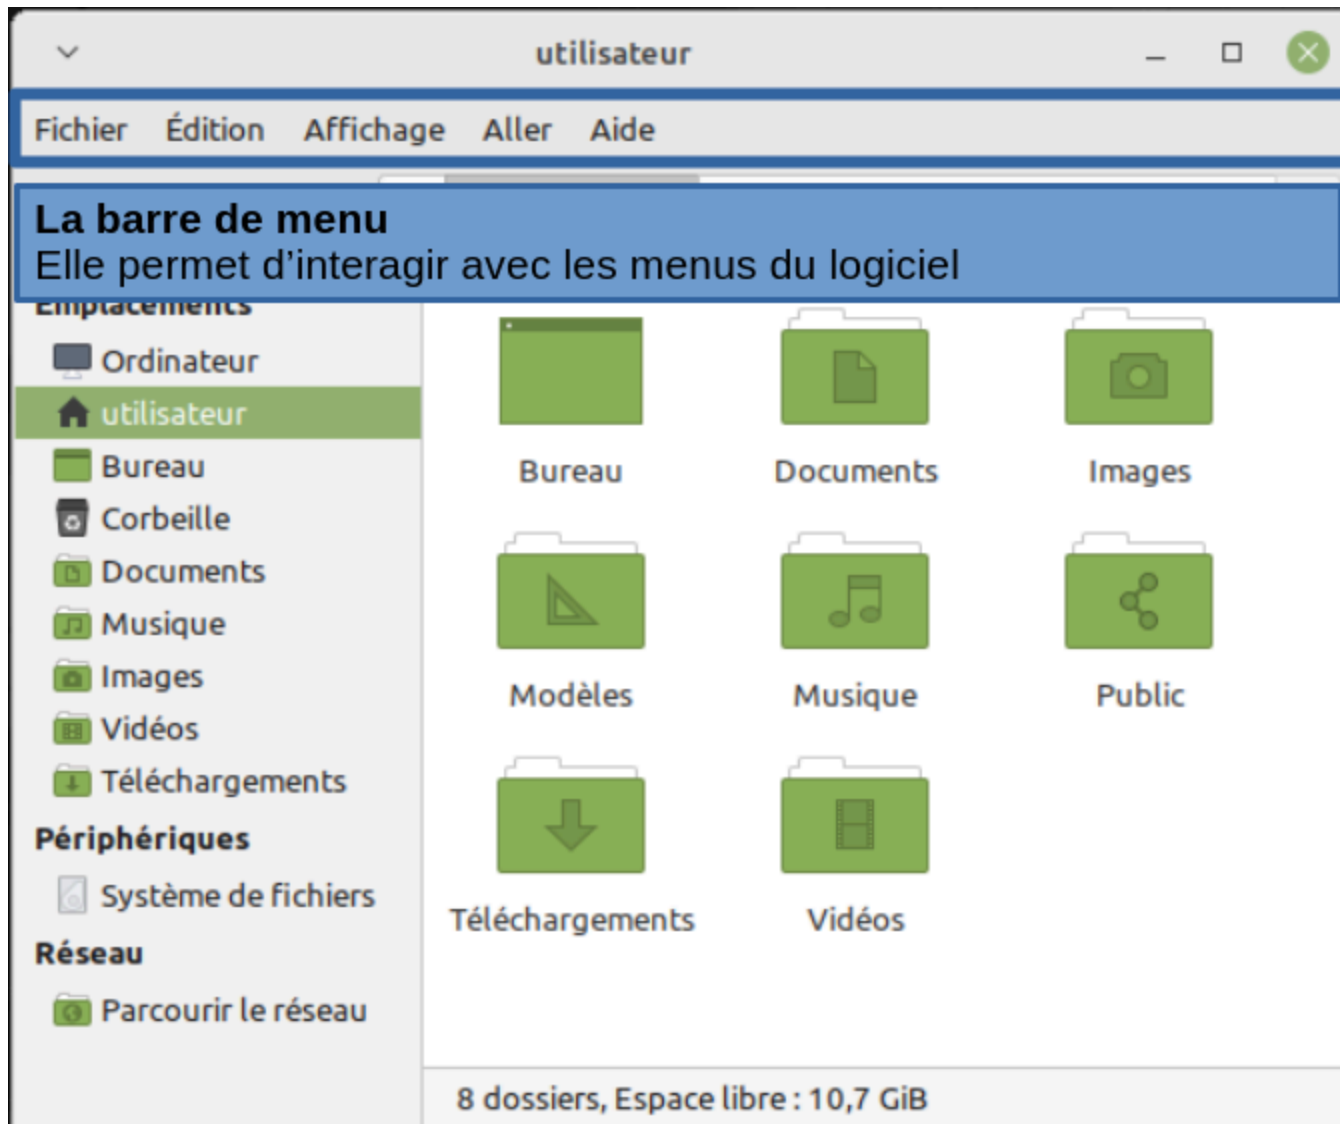 utilisateur
Fichier Édition Affichage Aller Aide
La barre de menu
Elle permet d’interagir avec les menus du logiciel
Emplacements
Ordinateur
utilisateur
Bureau
Corbeille
Documents
Musique
Images
Vidéos
Téléchargements
Périphériques
Système de fichiers
Réseau
Parcourir le réseau
Bureau Documents Images
Modèles Musique Public
Téléchargements Vidéos
8 dossiers, Espace libre : 10,7 GiB